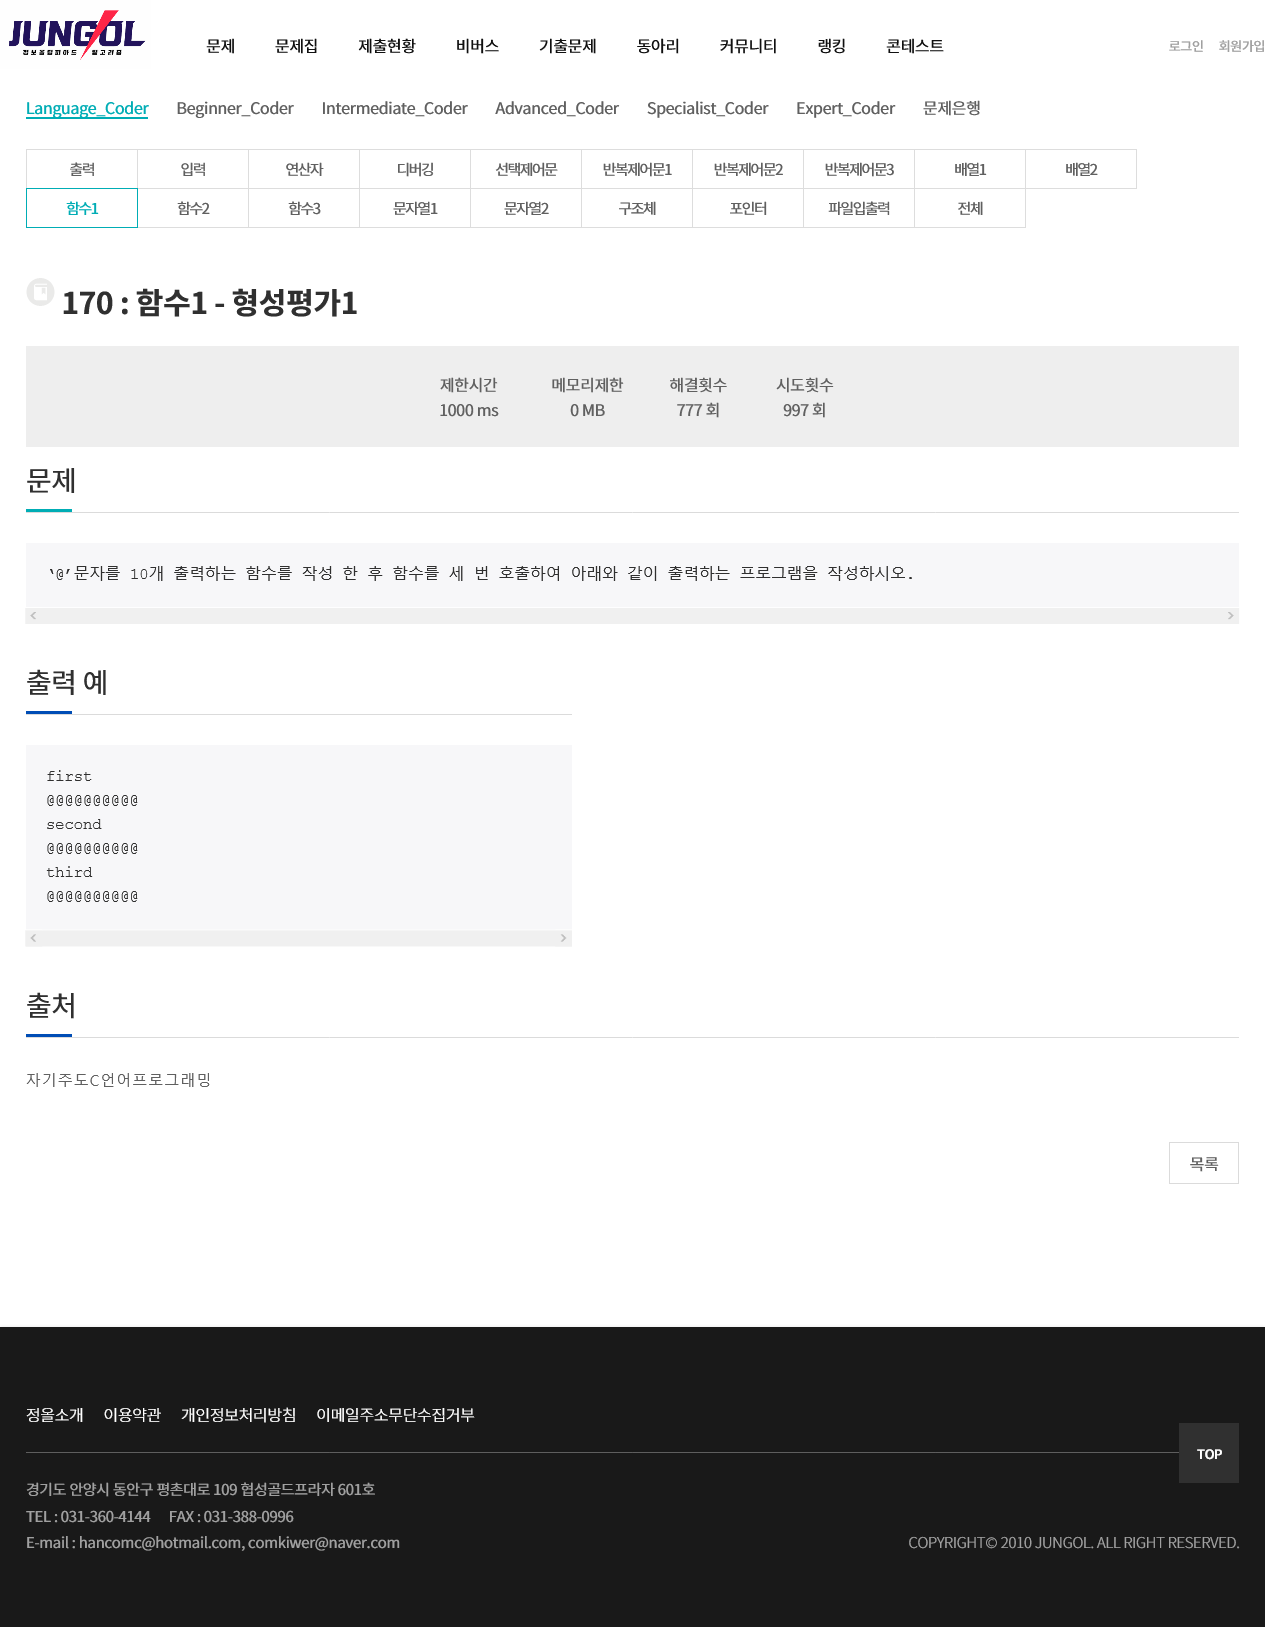 JUNGOL
정보올림피아드 알고리즘
문제 문제집 제출현황 비버스 기출문제 동아리 커뮤니티 랭킹 콘테스트 로그인 회원가입
Language_Coder Beginner_Coder Intermediate_Coder Advanced_Coder Specialist_Coder Expert_Coder 문제은행
출력 입력 연산자 디버깅 선택제어문 반복제어문1 반복제어문2 반복제어문3 배열1 배열2
함수1 함수2 함수3 문자열1 문자열2 구조체 포인터 파일입출력 전체
170 : 함수1 - 형성평가1
제한시간 메모리제한 해결횟수 시도횟수
1000 ms 0 MB 777 회 997 회
문제
‘@’문자를 10개 출력하는 함수를 작성 한 후 함수를 세 번 호출하여 아래와 같이 출력하는 프로그램을 작성하시오.
출력 예
first
@@@@@@@@@@
second
@@@@@@@@@@
third
@@@@@@@@@@
출처
자기주도C언어프로그래밍
목록
정올소개 이용약관 개인정보처리방침 이메일주소무단수집거부
TOP
경기도 안양시 동안구 평촌대로 109 협성골드프라자 601호
TEL : 031-360-4144 FAX : 031-388-0996
E-mail : hancomc@hotmail.com, comkiwer@naver.com COPYRIGHT© 2010 JUNGOL. ALL RIGHT RESERVED.